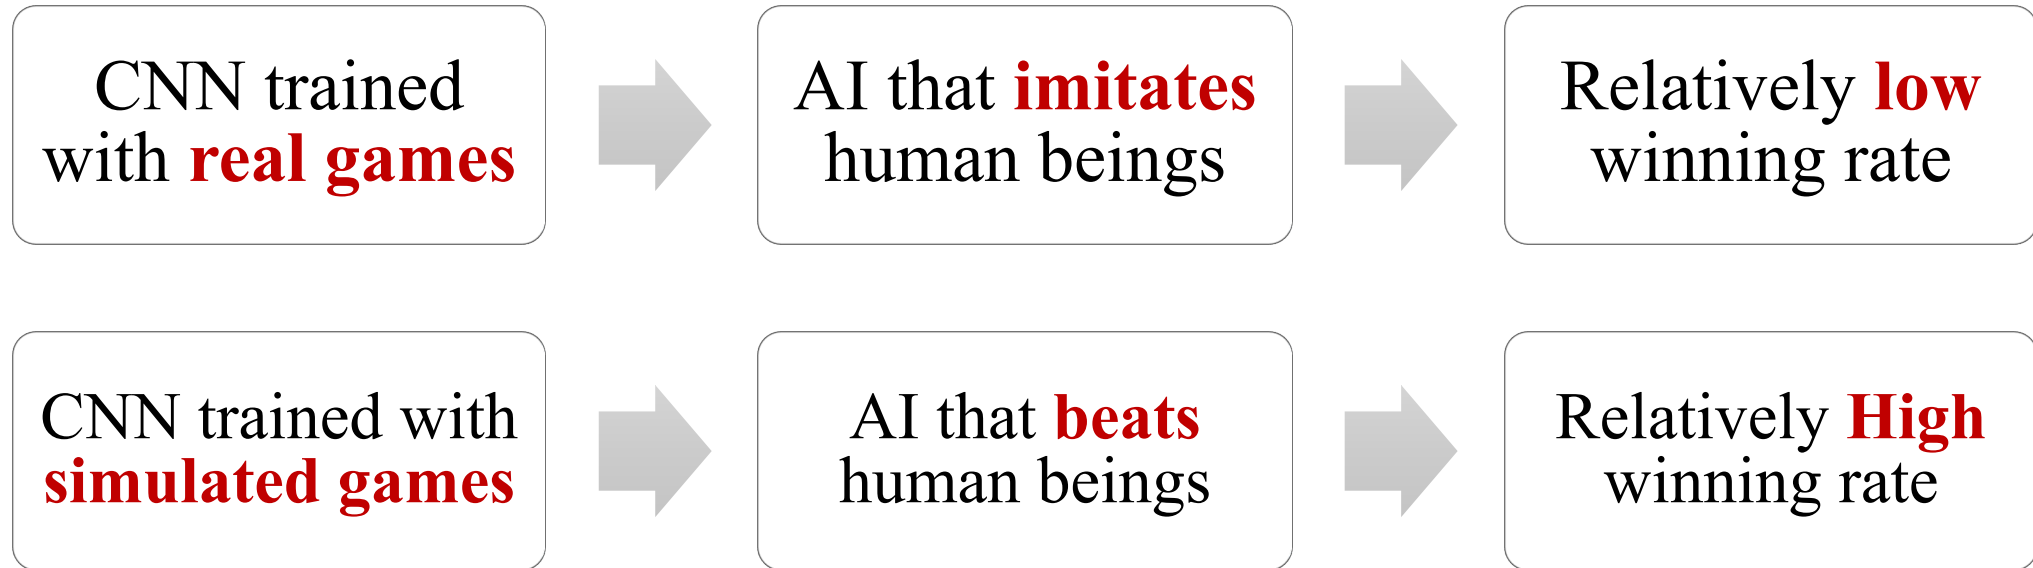 CNN trained
with real games
AI that imitates
human beings
Relatively low
winning rate
CNN trained with
simulated games
AI that beats
human beings
Relatively High
winning rate